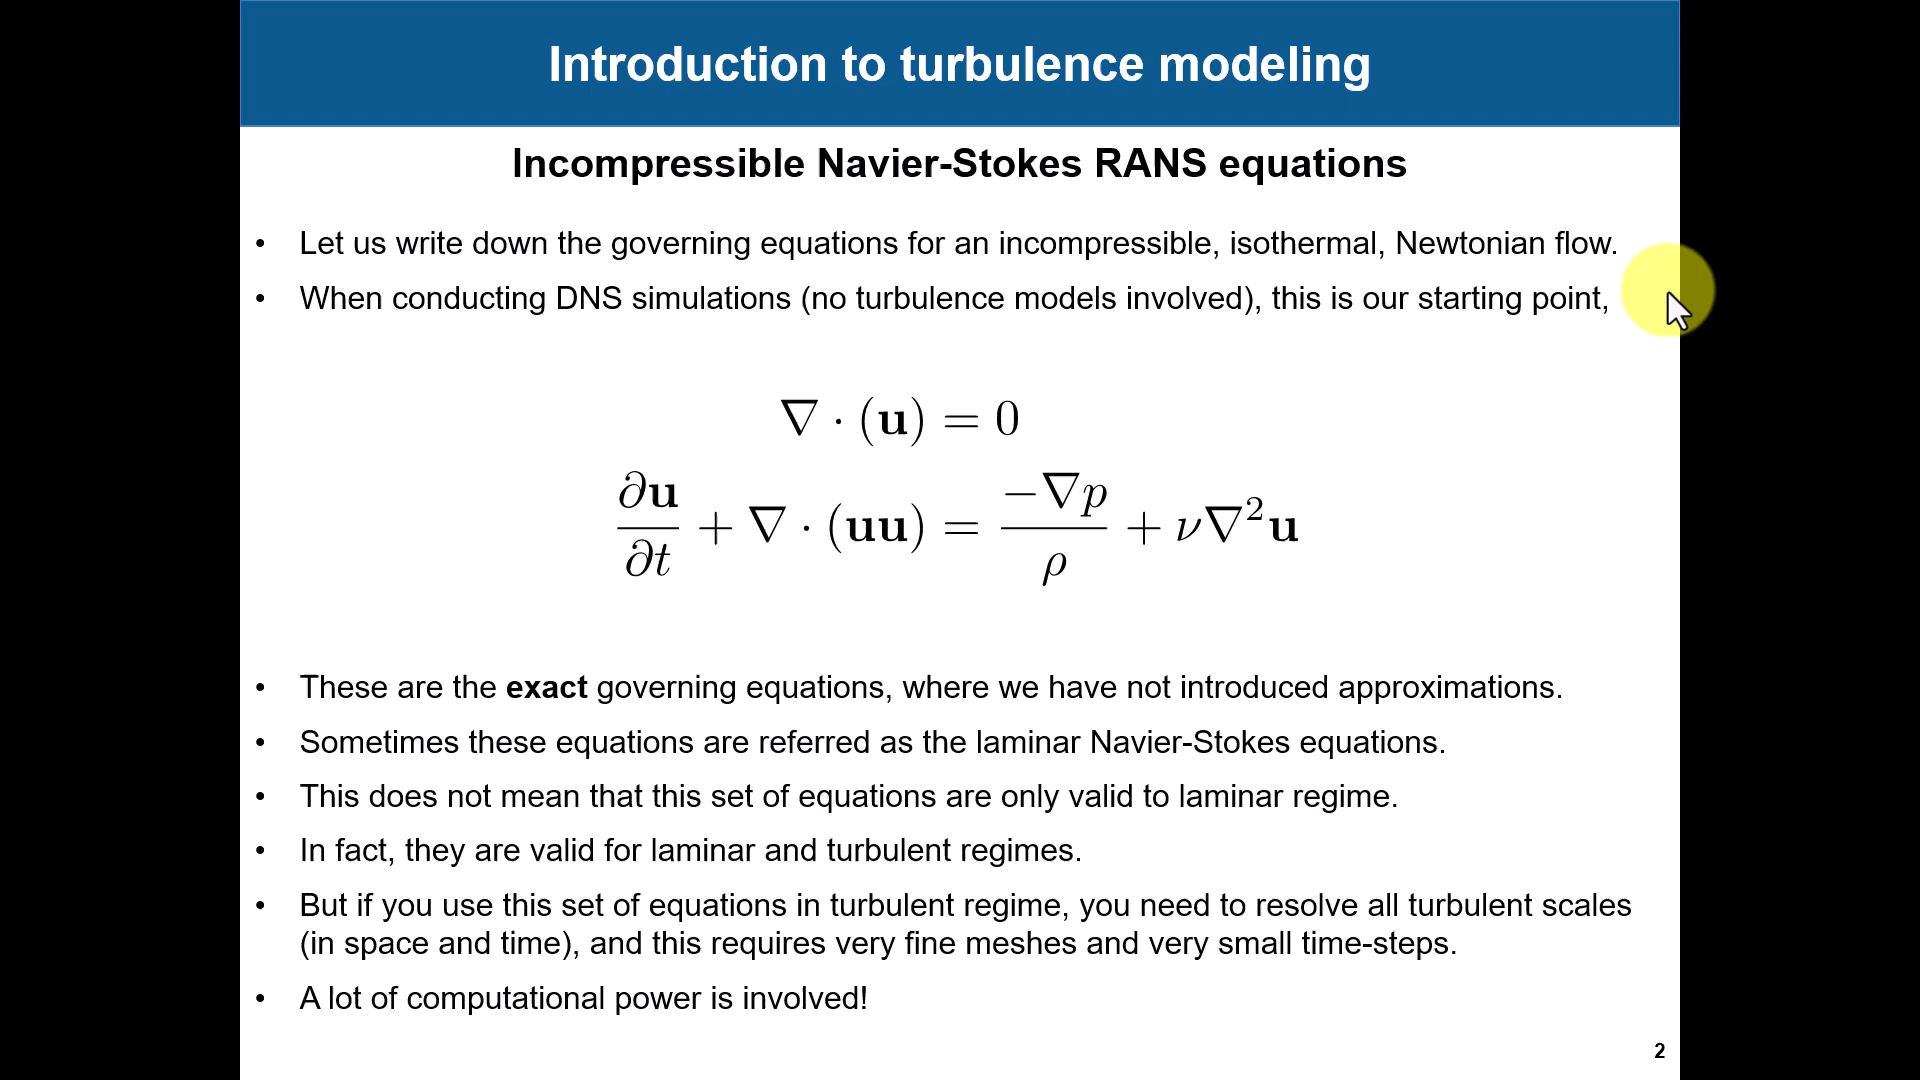 Introduction to turbulence modeling
Incompressible Navier-Stokes RANS equations
• Let us write down the governing equations for an incompressible, isothermal, Newtonian flow.
• When conducting DNS simulations (no turbulence models involved), this is our starting point,
∇ · (𝐮) = 0
∂𝐮/∂t + ∇ · (𝐮𝐮) = −∇p/ρ + ν∇²𝐮
• These are the exact governing equations, where we have not introduced approximations.
• Sometimes these equations are referred as the laminar Navier-Stokes equations.
• This does not mean that this set of equations are only valid to laminar regime.
• In fact, they are valid for laminar and turbulent regimes.
• But if you use this set of equations in turbulent regime, you need to resolve all turbulent scales
(in space and time), and this requires very fine meshes and very small time-steps.
• A lot of computational power is involved!
2